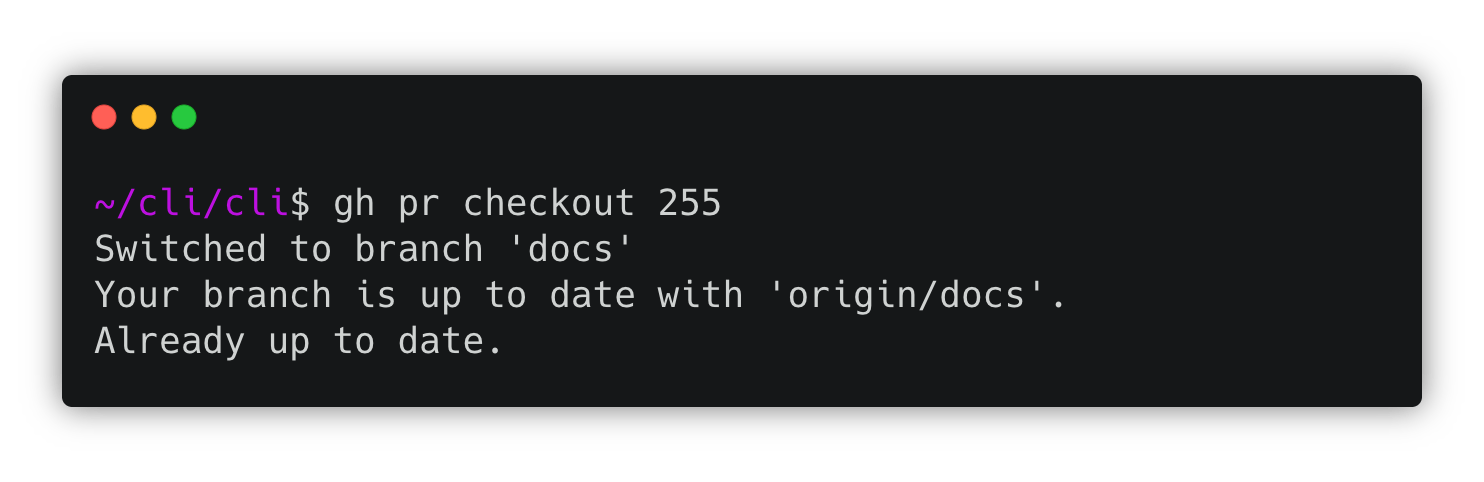 ~/cli/cli$ gh pr checkout 255
Switched to branch 'docs'
Your branch is up to date with 'origin/docs'.
Already up to date.